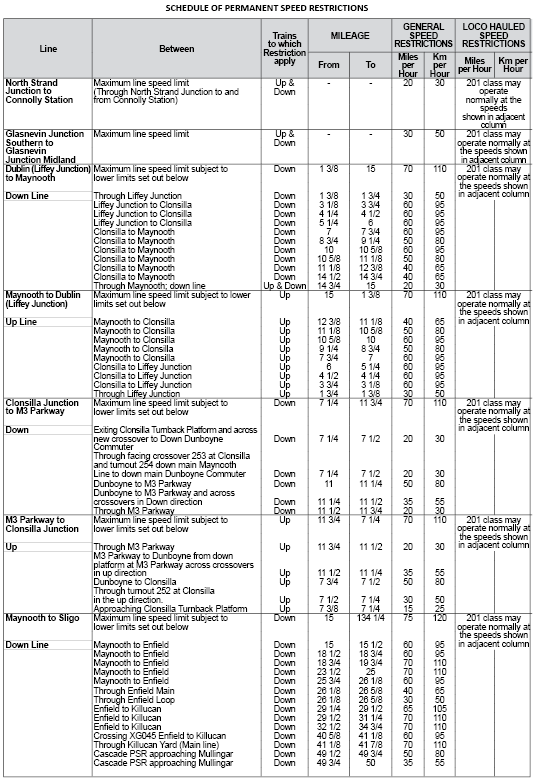 SCHEDULE OF PERMANENT SPEED RESTRICTIONS
Line Between Trains to which Restriction apply MILEAGE GENERAL SPEED RESTRICTIONS LOCO HAULED SPEED RESTRICTIONS
From To Miles per Hour Km per Hour Miles per Hour Km per Hour
North Strand Maximum line speed limit Up & - - 20 30 201 class may
Junction to (Through North Strand Junction to and Down operate
Connolly Station from Connolly Station) normally at the
speeds
shown in adjacent
column
Glasnevin Junction Maximum line speed limit Up & - - 30 50 201 class may
Southern to Down operate normally at
Glasnevin the speeds shown
Junction Midland in adjacent column
Dublin (Liffey Junction) Maximum line speed limit subject to Down 1 3/8 15 70 110 201 class may
to Maynooth lower limits set out below operate normally at
the speeds shown
Down Line Through Liffey Junction Down 1 3/8 1 3/4 30 50 in adjacent column
Liffey Junction to Clonsilla Down 3 1/8 3 3/4 60 95
Liffey Junction to Clonsilla Down 4 1/4 4 1/2 60 95
Liffey Junction to Clonsilla Down 5 1/4 6 60 95
Clonsilla to Maynooth Down 7 7 3/4 60 95
Clonsilla to Maynooth Down 8 3/4 9 1/4 50 80
Clonsilla to Maynooth Down 10 10 5/8 60 95
Clonsilla to Maynooth Down 10 5/8 11 1/8 50 80
Clonsilla to Maynooth Down 11 1/8 12 3/8 40 65
Clonsilla to Maynooth Down 14 1/2 14 3/4 40 65
Through Maynooth; down line Up & Down 14 3/4 15 20 30
Maynooth to Dublin Maximum line speed limit subject to lower Up 15 1 3/8 70 110 201 class may
(Liffey Junction) limits set out below operate normally at
the speeds shown
Up Line Maynooth to Clonsilla Up 12 3/8 11 1/8 40 65 in adjacent column
Maynooth to Clonsilla Up 11 1/8 10 5/8 50 80
Maynooth to Clonsilla Up 10 5/8 10 60 95
Maynooth to Clonsilla Up 9 1/4 8 3/4 50 80
Maynooth to Clonsilla Up 7 3/4 7 60 95
Clonsilla to Liffey Junction Up 6 5 1/4 60 95
Clonsilla to Liffey Junction Up 4 1/2 4 1/4 60 95
Clonsilla to Liffey Junction Up 3 3/4 3 1/8 60 95
Through Liffey Junction Up 1 3/4 1 3/8 30 50
Clonsilla Junction Maximum line speed limit subject to Down 7 1/4 11 3/4 70 110 201 class may
to M3 Parkway lower limits set out below operate normally at
the speeds shown
Down Exiting Clonsilla Turnback Platform and across in adjacent column
new crossover to Down Dunboyne Down 7 1/4 7 1/2 20 30
Commuter
Through facing crossover 253 at Clonsilla
and turnout 254 down main Maynooth
Line to down main Dunboyne Commuter Down 7 1/4 7 1/2 20 30
Dunboyne to M3 Parkway Down 11 11 1/4 50 80
Dunboyne to M3 Parkway and across
crossovers in Down direction Down 11 1/4 11 1/2 35 55
Through M3 Parkway Down 11 1/2 11 3/4 20 30
M3 Parkway to Maximum line speed limit subject to Up 11 3/4 7 1/4 70 110 201 class may
Clonsilla Junction lower limits set out below operate normally at
the speeds shown
Up Through M3 Parkway Up 11 3/4 11 1/2 20 30 in adjacent column
M3 Parkway to Dunboyne from down
platform at M3 Parkway across crossovers
in up direction Up 11 1/2 11 1/4 35 55
Dunboyne to Clonsilla Up 7 3/4 7 1/2 50 80
Through turnout 252 at Clonsilla
in the up direction. Up 7 1/2 7 1/4 30 50
Approaching Clonsilla Turnback Platform Up 7 3/8 7 1/4 15 25
Maynooth to Sligo Maximum line speed limit subject to Down 15 134 1/4 75 120 201 class may
lower limits set out below operate normally at
the speeds shown
Down Line Maynooth to Enfield Down 15 15 1/2 60 95 in adjacent column
Maynooth to Enfield Down 18 1/2 18 3/4 60 95
Maynooth to Enfield Down 18 3/4 19 3/4 70 110
Maynooth to Enfield Down 23 1/2 25 70 110
Maynooth to Enfield Down 25 3/4 26 1/8 60 95
Through Enfield Main Down 26 1/8 26 5/8 40 65
Through Enfield Loop Down 26 1/8 26 5/8 30 50
Enfield to Killucan Down 29 1/4 29 1/2 65 105
Enfield to Killucan Down 29 1/2 31 1/4 70 110
Enfield to Killucan Down 32 1/2 34 3/4 70 110
Crossing XG045 Enfield to Killucan Down 40 5/8 41 1/8 60 95
Through Killucan Yard (Main line) Down 41 1/8 41 7/8 70 110
Cascade PSR approaching Mullingar Down 49 1/2 49 3/4 50 80
Cascade PSR approaching Mullingar Down 49 3/4 50 35 55